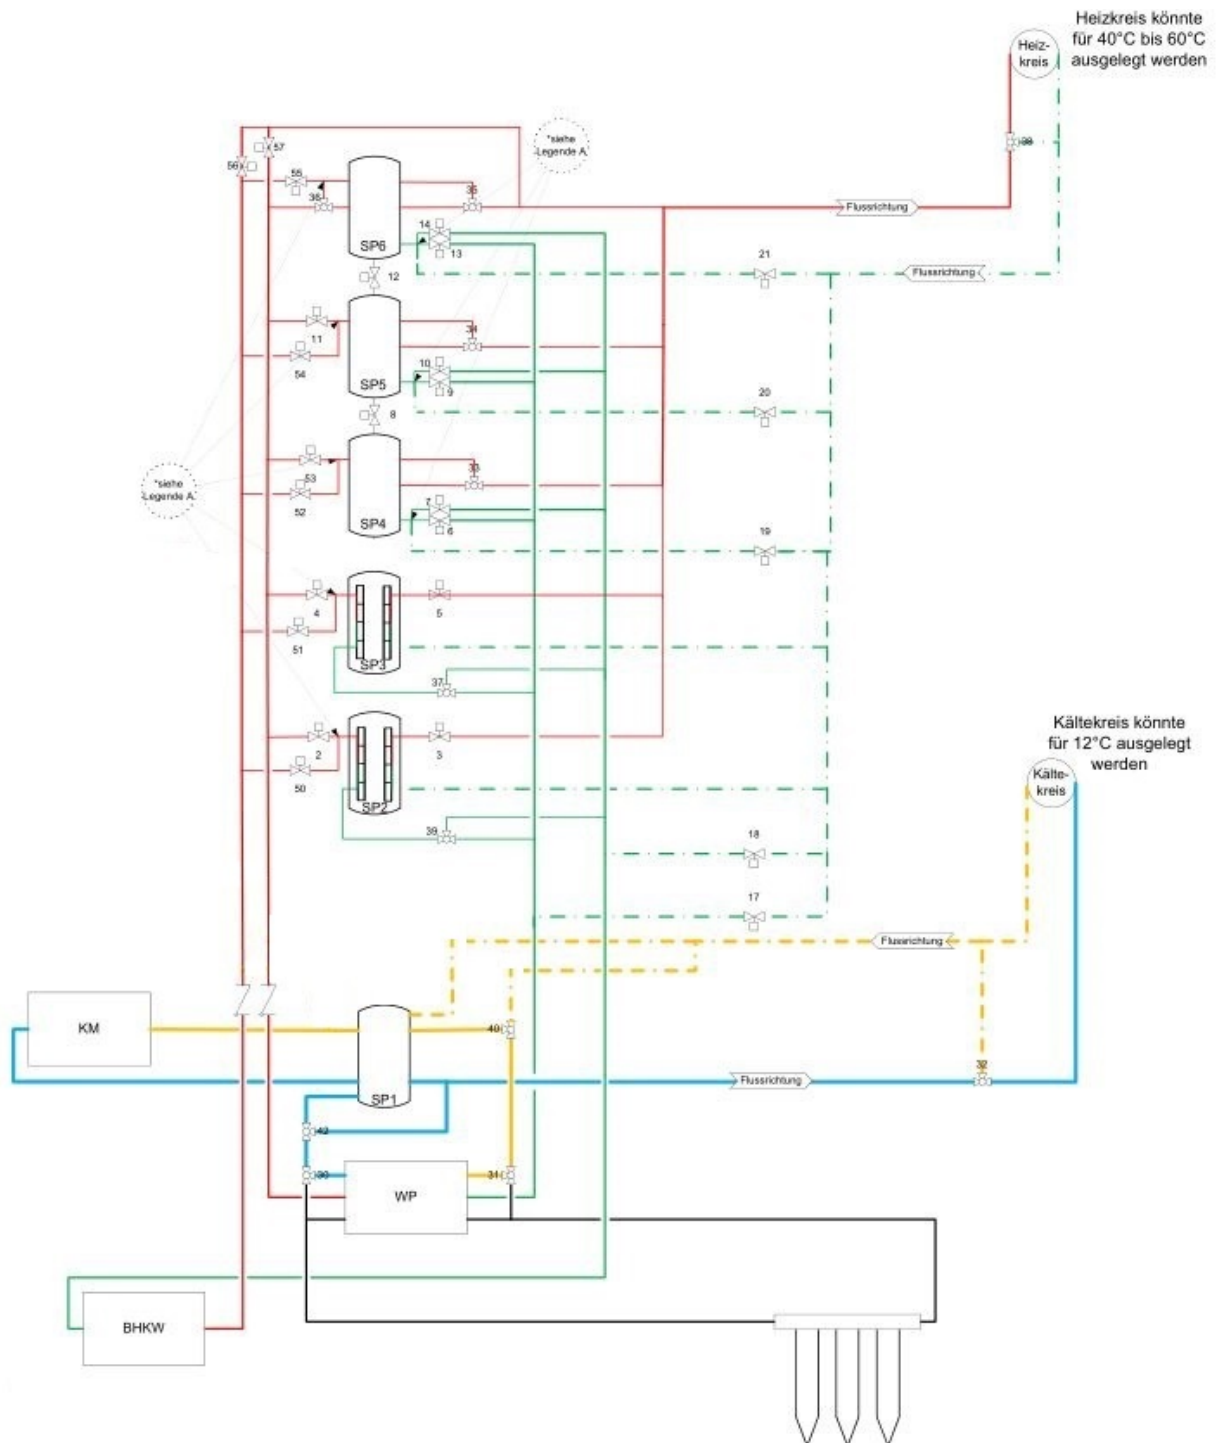 Heizkreis könnte
für 40°C bis 60°C
ausgelegt werden
Heiz-
kreis
38
*siehe
Legende A.
57
56
55
36
35
SP6
14
13
12
Flussrichtung
21
Flussrichtung
11
54
34
SP5
10
9
8
20
*siehe
Legende A.
53
52
33
SP4
7
6
19
4
51
5
SP3
37
2
50
3
SP2
39
18
17
Kältekreis könnte
für 12°C ausgelegt
werden
Kälte-
kreis
Flussrichtung
KM
40
SP1
Flussrichtung
32
42
30
31
WP
BHKW